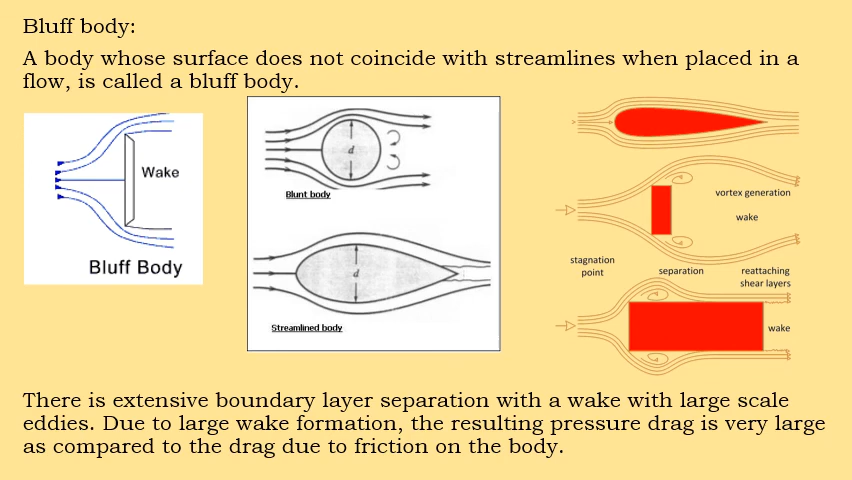 Bluff body:
A body whose surface does not coincide with streamlines when placed in a
flow, is called a bluff body.
Wake
Bluff Body
d
Blunt body
d
Streamlined body
vortex generation
wake
stagnation
point
separation
reattaching
shear layers
wake
There is extensive boundary layer separation with a wake with large scale
eddies. Due to large wake formation, the resulting pressure drag is very large
as compared to the drag due to friction on the body.